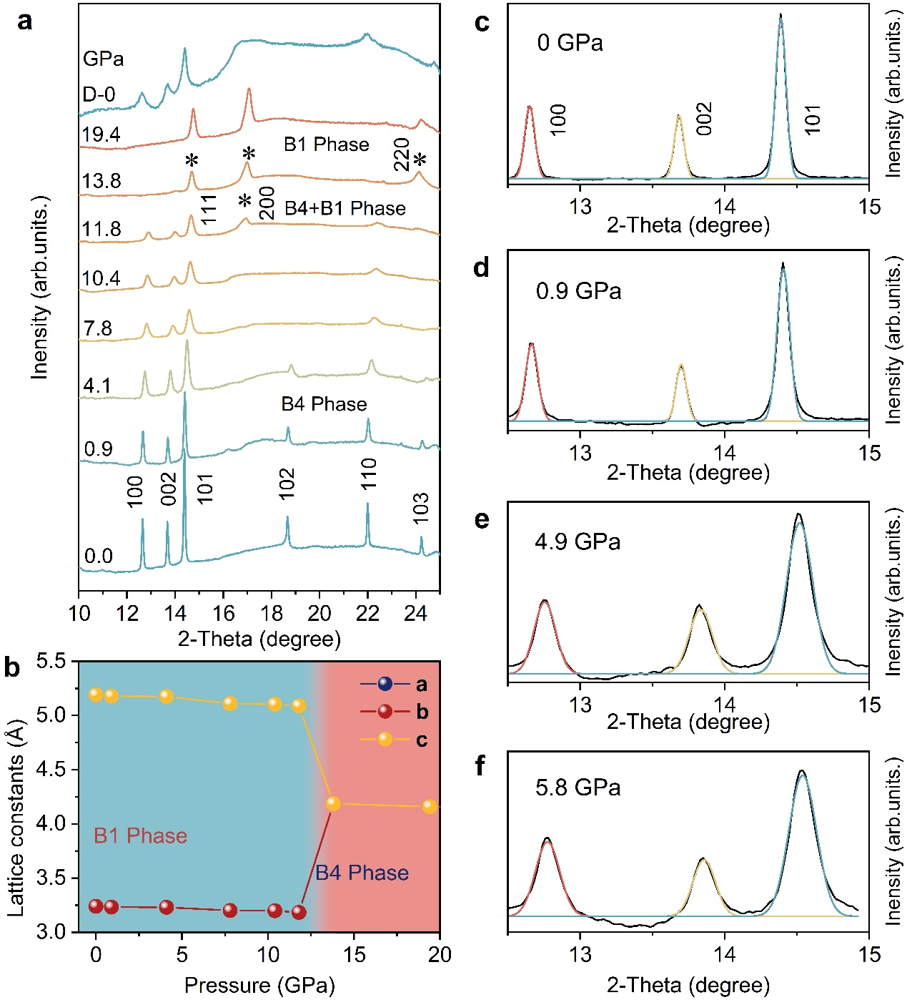 a
GPa
D-0
19.4
B1 Phase
220
*
*
*
13.8
111
*
200
B4+B1 Phase
11.8
10.4
7.8
4.1
B4 Phase
0.9
100
002
101
102
110
103
0.0
10 12 14 16 18 20 22 24
2-Theta (degree)
Inensity (arb.units.)
b
5.5
5.0
4.5
4.0
3.5
3.0
Lattice constants (Å)
a
b
c
B1 Phase
B4 Phase
0 5 10 15 20
Pressure (GPa)
c
0 GPa
100
002
101
Inensity (arb.units.)
13 14 15
2-Theta (degree)
d
0.9 GPa
Inensity (arb.units.)
13 14 15
2-Theta (degree)
e
4.9 GPa
Inensity (arb.units.)
13 14 15
2-Theta (degree)
f
5.8 GPa
Inensity (arb.units.)
13 14 15
2-Theta (degree)